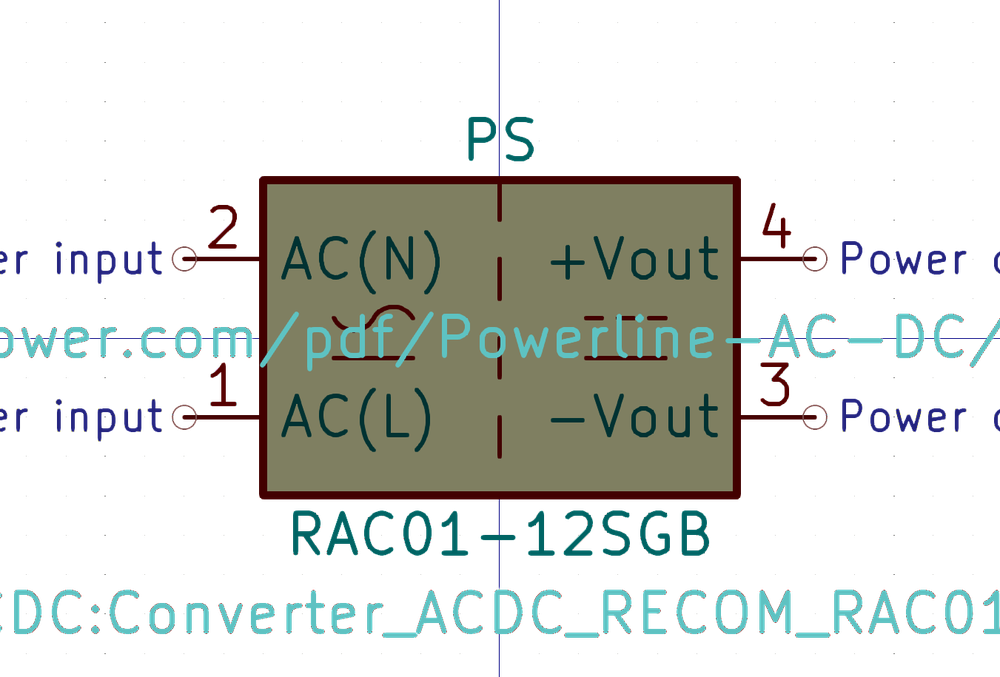 PS
2 4
er input AC(N) +Vout Power
ower.com/pdf/Powerline-AC-DC/
1 3
er input AC(L) -Vout Power
RAC01-12SGB
CDC:Converter_ACDC_RECOM_RAC01